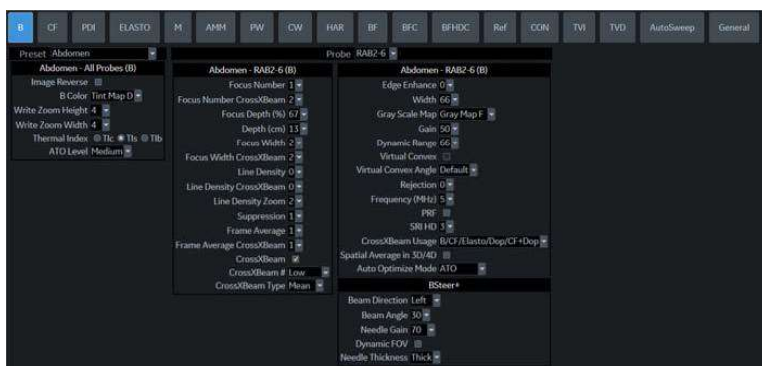 B CF PDI ELASTO M AMM PW CW HAR BF BFC BFHDC Ref CON TVI TVD AutoSweep General
Preset Abdomen
Probe RAB2-6
Abdomen - All Probes (B)
Image Reverse
B Color Tint Map D
Write Zoom Height 4
Write Zoom Width 4
Thermal Index TIc TIs TIb
ATO Level Medium
Abdomen - RAB2-6 (B)
Focus Number 1
Focus Number CrossXBeam 2
Focus Depth (%) 67
Depth (cm) 13
Focus Width 2
Focus Width CrossXBeam 2
Line Density 0
Line Density CrossXBeam 0
Line Density Zoom 2
Suppression 1
Frame Average 1
Frame Average CrossXBeam 1
CrossXBeam
CrossXBeam # Low
CrossXBeam Type Mean
Abdomen - RAB2-6 (B)
Edge Enhance 0
Width 66
Gray Scale Map Gray Map F
Gain 50
Dynamic Range 66
Virtual Convex
Virtual Convex Angle Default
Rejection 0
Frequency (MHz) 5
PRF
SRI HD 3
CrossXBeam Usage B/CF/Elasto/Dop/CF+Dop
Spatial Average in 3D/4D
Auto Optimize Mode ATO
BSteer+
Beam Direction Left
Beam Angle 30
Needle Gain 70
Dynamic FOV
Needle Thickness Thick